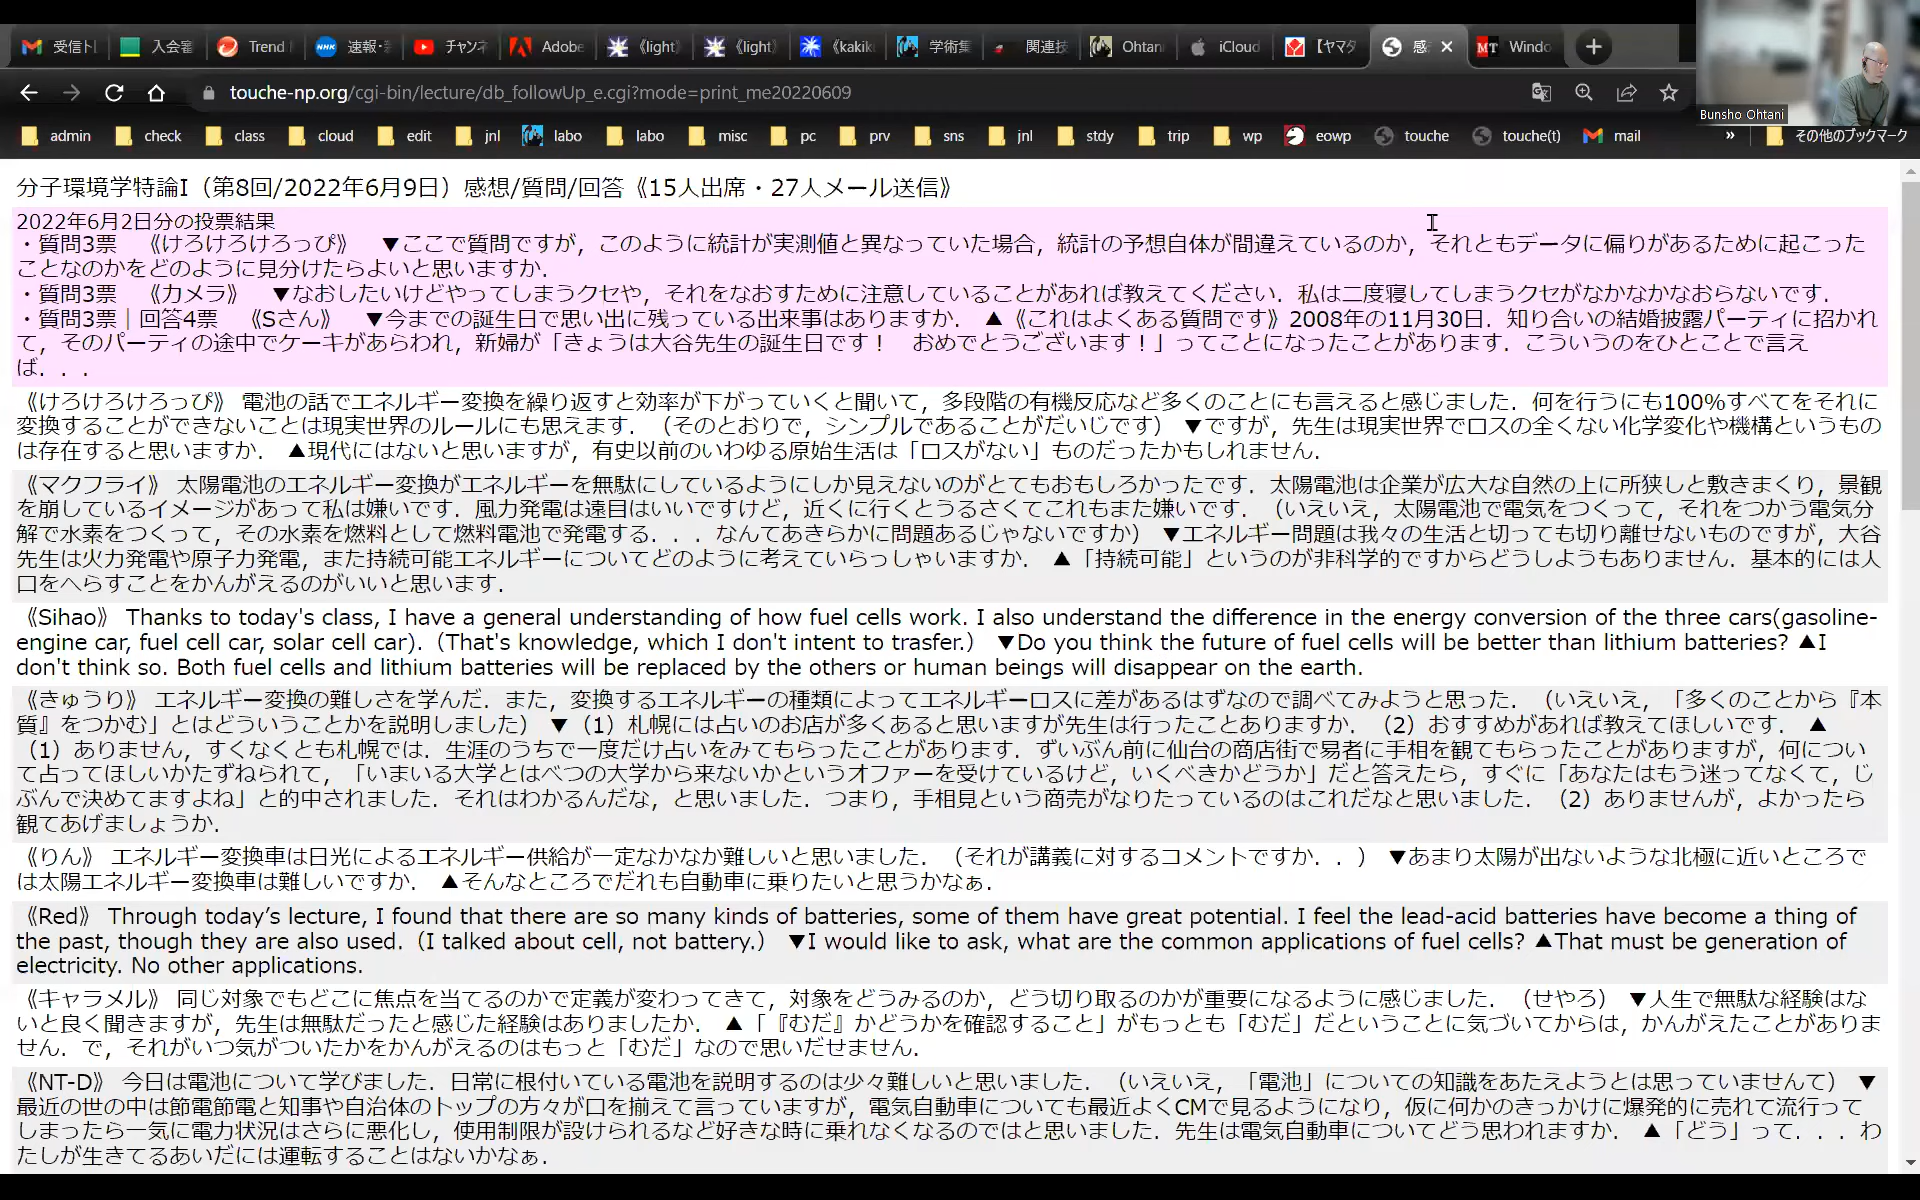 受信ト
入会審
Trend
速報・
チャンネ
Adobe
《light
《light
《kakik
学術集
関連技
Ohtan
iCloud
【ヤマダ
感
Windo
touche-np.org/cgi-bin/lecture/db_followUp_e.cgi?mode=print_me20220609
Bunsho Ohtani
admin check class cloud edit jnl labo labo misc pc prv sns jnl stdy trip wp eowp touche touche(t) mail » その他のブックマーク
分子環境学特論I（第8回/2022年6月9日）感想/質問/回答《15人出席・27人メール送信》
2022年6月2日分の投票結果
・質問3票　《けろけろけろっぴ》　▼ここで質問ですが，このように統計が実測値と異なっていた場合，統計の予想自体が間違えているのか，それともデータに偏りがあるために起こった
ことなのかをどのように見分けたらよいと思いますか．
・質問3票　《カメラ》　▼なおしたいけどやってしまうクセや，それをなおすために注意していることがあれば教えてください．私は二度寝してしまうクセがなかなかなおらないです．
・質問3票｜回答4票　《Sさん》　▼今までの誕生日で思い出に残っている出来事はありますか．▲《これはよくある質問です》2008年の11月30日．知り合いの結婚披露パーティに招かれ
て，そのパーティの途中でケーキがあらわれ，新婦が「きょうは大谷先生の誕生日です！　おめでとうございます！」ってことになったことがあります．こういうのをひとことで言え
ば．．．
《けろけろけろっぴ》 電池の話でエネルギー変換を繰り返すと効率が下がっていくと聞いて，多段階の有機反応など多くのことにも言えると感じました．何を行うにも100%すべてをそれに
変換することができないことは現実世界のルールにも思えます．（そのとおりで，シンプルであることがだいじです） ▼ですが，先生は現実世界でロスの全くない化学変化や機構というもの
は存在すると思いますか． ▲現代にはないと思いますが，有史以前のいわゆる原始生活は「ロスがない」ものだったかもしれません．
《マクフライ》 太陽電池のエネルギー変換がエネルギーを無駄にしているようにしか見えないのがとてもおもしろかったです．太陽電池は企業が広大な自然の上に所狭しと敷きまくり，景観
を崩しているイメージがあって私は嫌いです．風力発電は遠目はいいですけど，近くに行くとうるさくてこれもまた嫌いです．（いえいえ，太陽電池で電気をつくって，それをつかう電気分
解で水素をつくって，その水素を燃料として燃料電池で発電する．．．なんてあきらかに問題あるじゃないですか） ▼エネルギー問題は我々の生活と切っても切り離せないものですが，大谷
先生は火力発電や原子力発電，また持続可能エネルギーについてどのように考えていらっしゃいますか． ▲「持続可能」というのが非科学的ですからどうしようもありません．基本的には人
口をへらすことをかんがえるのがいいと思います．
《Sihao》 Thanks to today's class, I have a general understanding of how fuel cells work. I also understand the difference in the energy conversion of the three cars(gasoline-
engine car, fuel cell car, solar cell car).（That's knowledge, which I don't intent to trasfer.） ▼Do you think the future of fuel cells will be better than lithium batteries? ▲I
don't think so. Both fuel cells and lithium batteries will be replaced by the others or human beings will disappear on the earth.
《きゅうり》 エネルギー変換の難しさを学んだ．また，変換するエネルギーの種類によってエネルギーロスに差があるはずなので調べてみようと思った．（いえいえ，「多くのことから『本
質』をつかむ」とはどういうことかを説明しました） ▼（1）札幌には占いのお店が多くあると思いますが先生は行ったことありますか．（2）おすすめがあれば教えてほしいです． ▲
（1）ありません，すくなくとも札幌では．生涯のうちで一度だけ占いをみてもらったことがあります．ずいぶん前に仙台の商店街で易者に手相を観てもらったことがありますが，何につい
て占ってほしいかたずねられて，「いまいる大学とはべつの大学から来ないかというオファーを受けているけど，いくべきかどうか」だと答えたら，すぐに「あなたはもう迷ってなくて，じ
ぶんで決めてますよね」と的中されました．それはわかるんだな，と思いました．つまり，手相見という商売がなりたっているのはこれだなと思いました．（2）ありませんが，よかったら
観てあげましょうか．
《りん》 エネルギー変換車は日光によるエネルギー供給が一定なかなか難しいと思いました．（それが講義に対するコメントですか．．） ▼あまり太陽が出ないような北極に近いところで
は太陽エネルギー変換車は難しいですか． ▲そんなところでだれも自動車に乗りたいと思うかなぁ．
《Red》 Through today’s lecture, I found that there are so many kinds of batteries, some of them have great potential. I feel the lead-acid batteries have become a thing of
the past, though they are also used.（I talked about cell, not battery.） ▼I would like to ask, what are the common applications of fuel cells? ▲That must be generation of
electricity. No other applications.
《キャラメル》 同じ対象でもどこに焦点を当てるのかで定義が変わってきて，対象をどうみるのか，どう切り取るのかが重要になるように感じました．（せやろ） ▼人生で無駄な経験はな
いと良く聞きますが，先生は無駄だったと感じた経験はありましたか． ▲「『むだ』かどうかを確認すること」がもっとも「むだ」だということに気づいてからは，かんがえたことがありま
せん．で，それがいつ気がついたかをかんがえるのはもっと「むだ」なので思いだせません．
《NT-D》 今日は電池について学びました．日常に根付いている電池を説明するのは少々難しいと思いました．（いえいえ，「電池」についての知識をあたえようとは思っていませんて） ▼
最近の世の中は節電節電と知事や自治体のトップの方々が口を揃えて言っていますが，電気自動車についても最近よくCMで見るようになり，仮に何かのきっかけに爆発的に売れて流行って
しまったら一気に電力状況はさらに悪化し，使用制限が設けられるなど好きな時に乗れなくなるのではと思いました．先生は電気自動車についてどう思われますか． ▲「どう」って．．．わ
たしが生きてるあいだには運転することはないかなぁ．